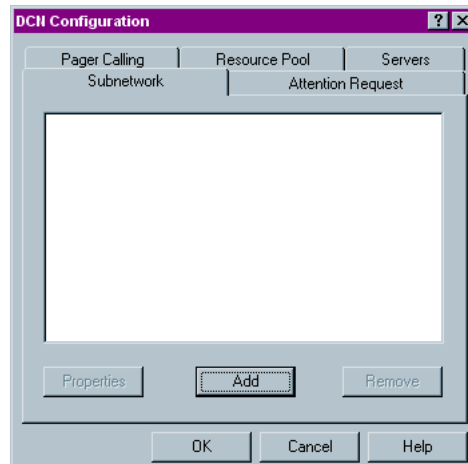 DCN Configuration
Pager Calling Resource Pool Servers
Subnetwork Attention Request
Properties Add Remove
OK Cancel Help